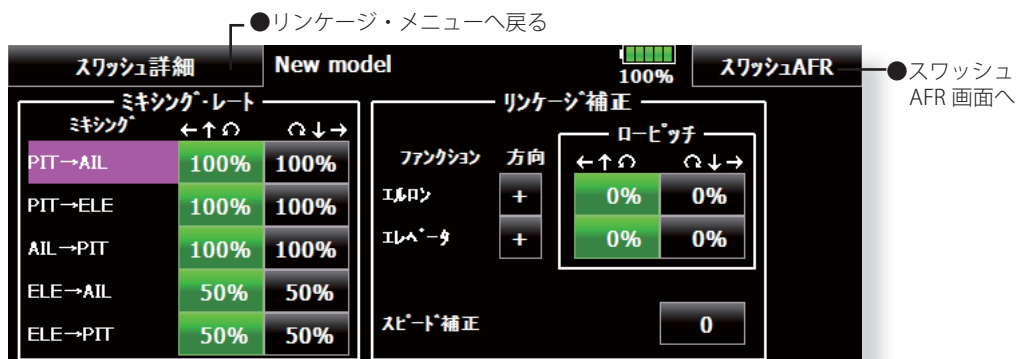 ●リンケージ・メニューへ戻る
スワッシュ詳細 New model 100% スワッシュAFR
●スワッシュ
AFR 画面へ
ミキシング・レート
ミキシング ←↑↶ ↷↓→
PIT→AIL 100% 100%
PIT→ELE 100% 100%
AIL→PIT 100% 100%
ELE→AIL 50% 50%
ELE→PIT 50% 50%
リンケージ補正
ローピッチ
ファンクション 方向 ←↑↶ ↷↓→
エルロン + 0% 0%
エレベータ + 0% 0%
スピード補正 0